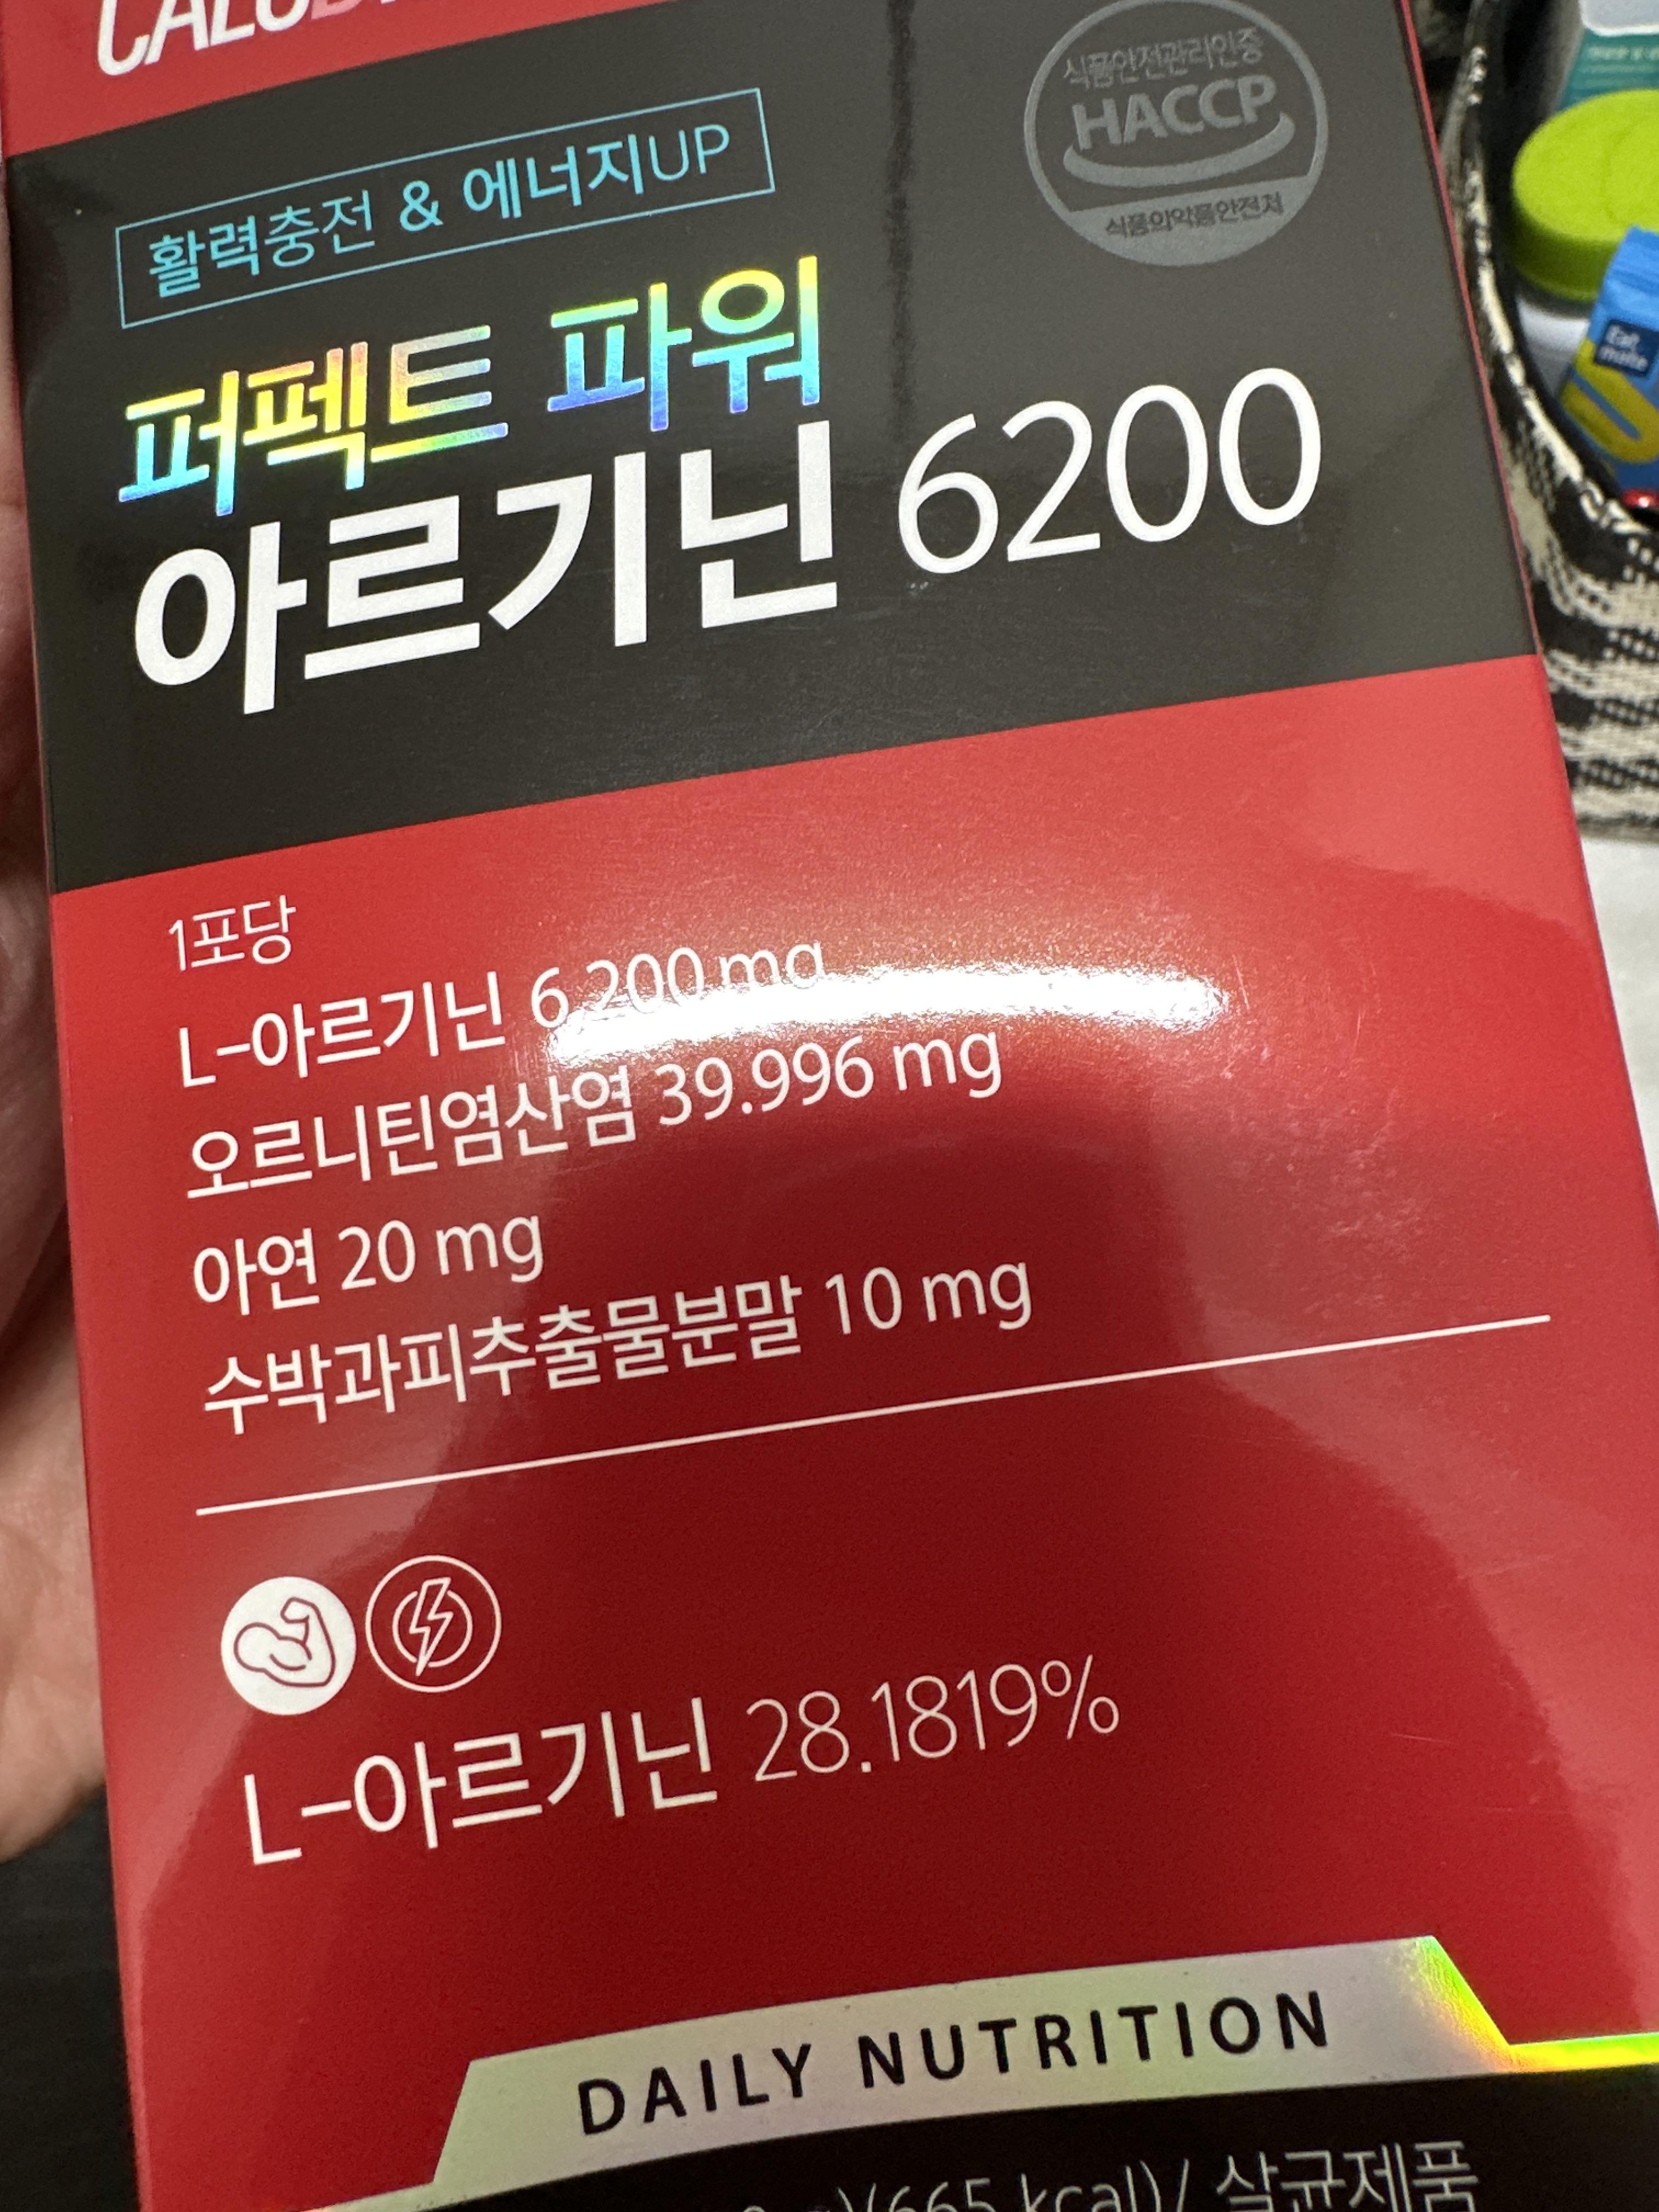 식품안전관리인증
HACCP
식품의약품안전처
활력충전 & 에너지UP
퍼펙트 파워
아르기닌 6200
1포당
L-아르기닌 6,200 mg
오르니틴염산염 39.996 mg
아연 20 mg
수박과피추출물분말 10 mg
L-아르기닌 28.1819%
DAILY NUTRITION
(665 kcal)/ 살균제품
Eat
mate